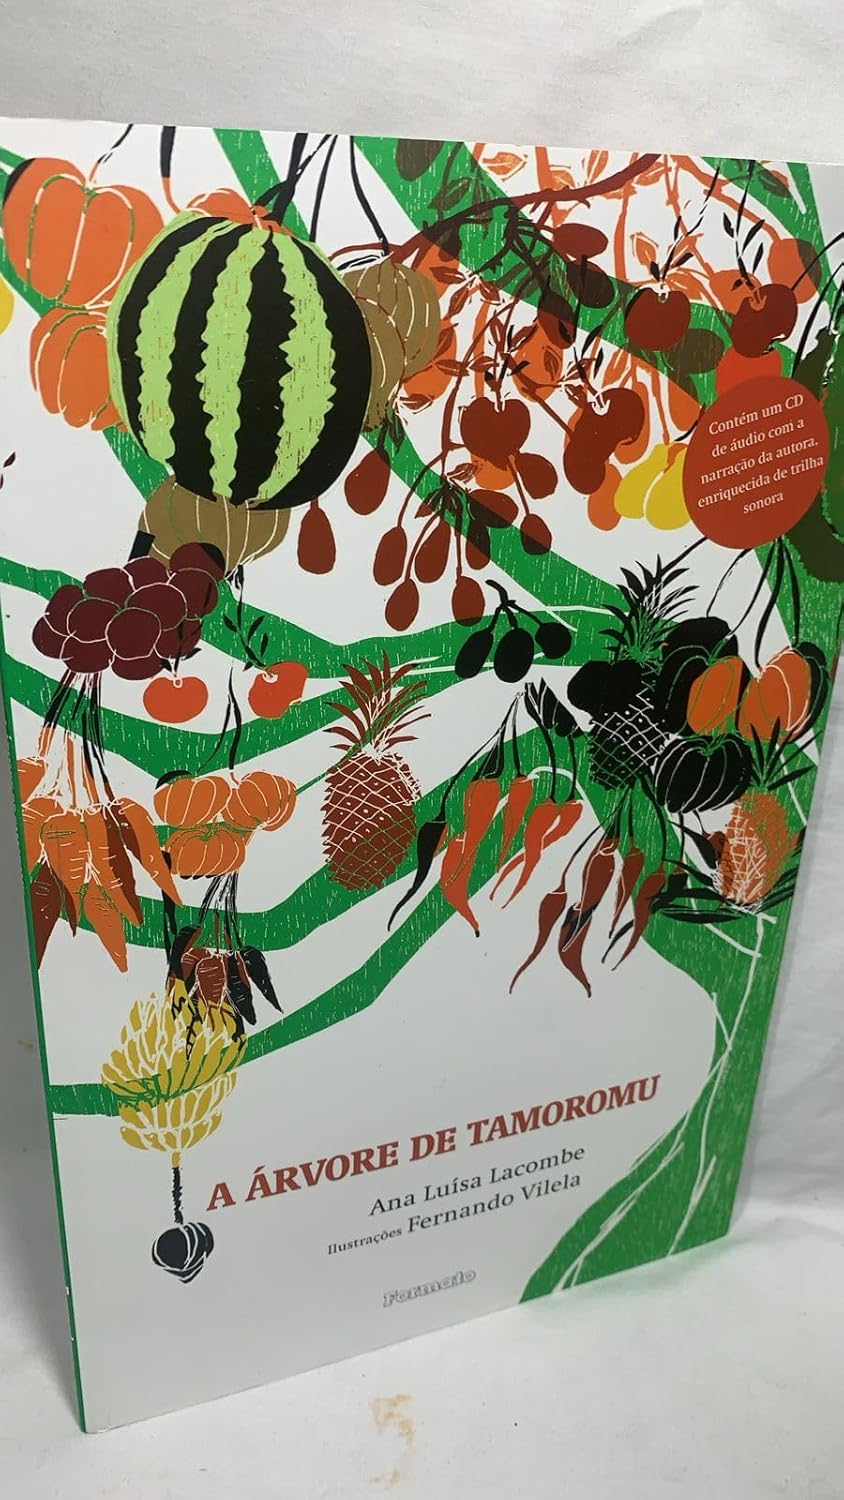 Contém um CD
de áudio com a
narração da autora,
enriquecida de trilha
sonora
A ÁRVORE DE TAMOROMU
Ana Luísa Lacombe
Ilustrações Fernando Vilela
Formato